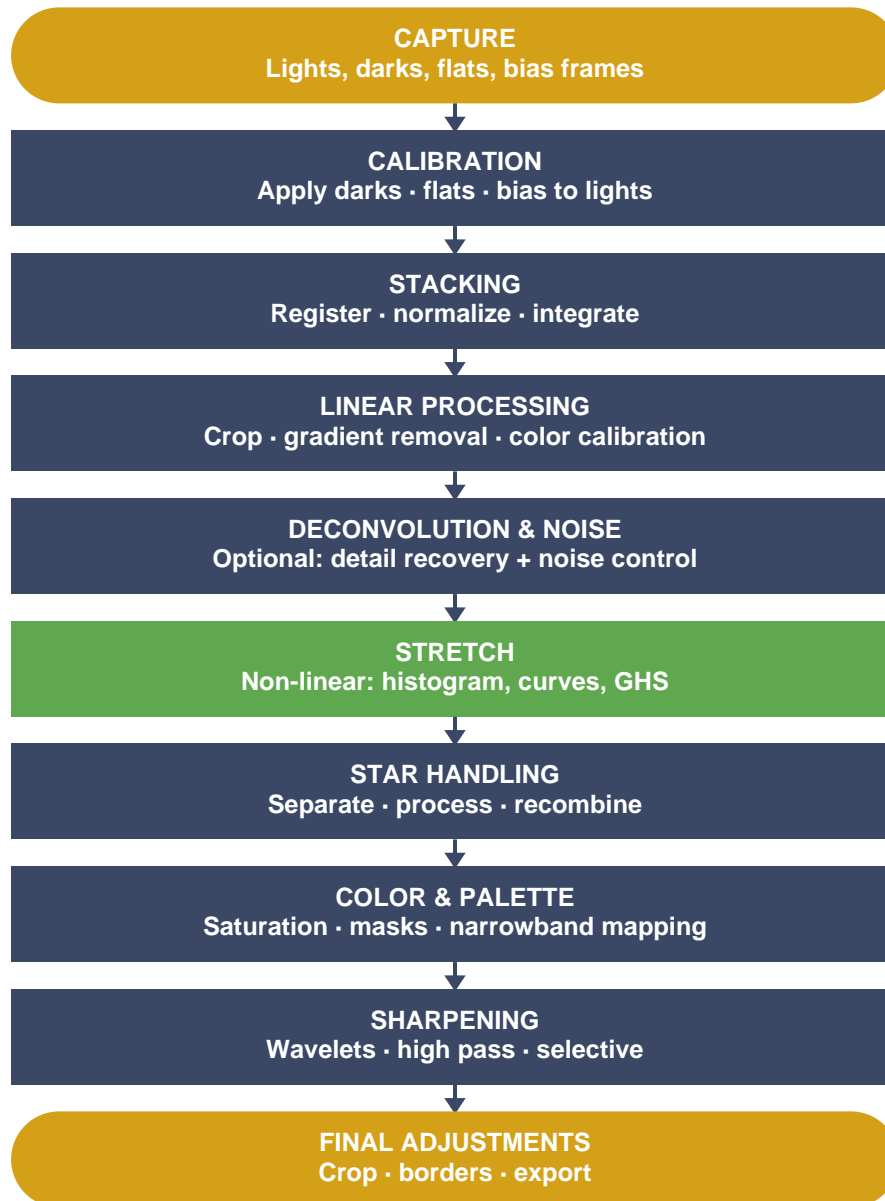 CAPTURE
Lights, darks, flats, bias frames
CALIBRATION
Apply darks · flats · bias to lights
STACKING
Register · normalize · integrate
LINEAR PROCESSING
Crop · gradient removal · color calibration
DECONVOLUTION & NOISE
Optional: detail recovery + noise control
STRETCH
Non-linear: histogram, curves, GHS
STAR HANDLING
Separate · process · recombine
COLOR & PALETTE
Saturation · masks · narrowband mapping
SHARPENING
Wavelets · high pass · selective
FINAL ADJUSTMENTS
Crop · borders · export